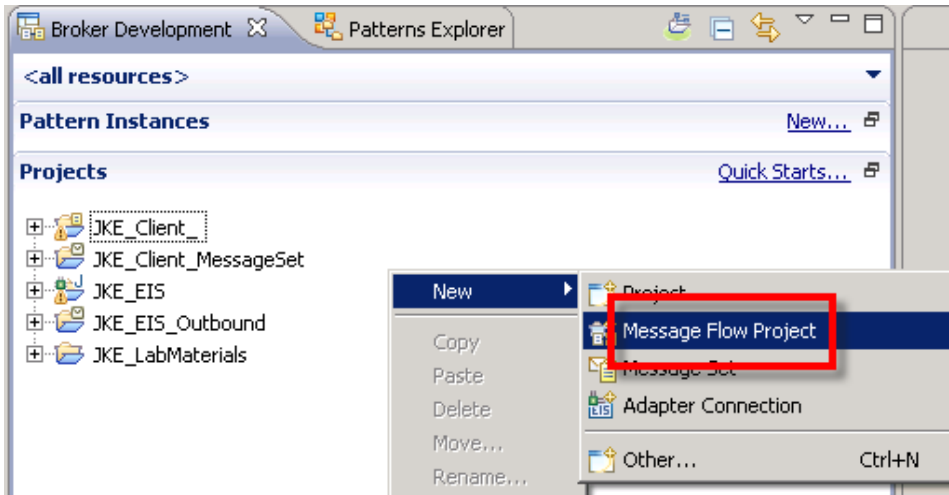 Broker Development
Patterns Explorer
<all resources>
Pattern Instances
New...
Projects
Quick Starts...
JKE_Client_
JKE_Client_MessageSet
JKE_EIS
JKE_EIS_Outbound
JKE_LabMaterials
New
Copy
Paste
Delete
Move...
Rename...
Project
Message Flow Project
Message Set
EIS Adapter Connection
Other... Ctrl+N